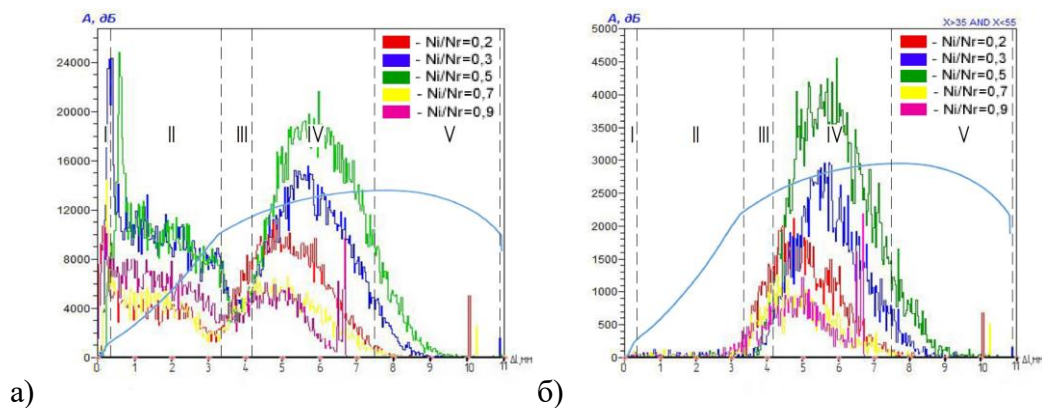 А, дБ
24000
20000
16000
12000
8000
4000
0
I
II
III
IV
V
- Ni/Nr=0,2
- Ni/Nr=0,3
- Ni/Nr=0,5
- Ni/Nr=0,7
- Ni/Nr=0,9
0 1 2 3 4 5 6 7 8 9 10 11
Δl,мм
а)
А, дБ
X>35 AND X<55
5000
4500
4000
3500
3000
2500
2000
1500
1000
500
0
I
II
III
IV
V
- Ni/Nr=0,2
- Ni/Nr=0,3
- Ni/Nr=0,5
- Ni/Nr=0,7
- Ni/Nr=0,9
0 1 2 3 4 5 6 7 8 9 10 11
Δl,мм
б)